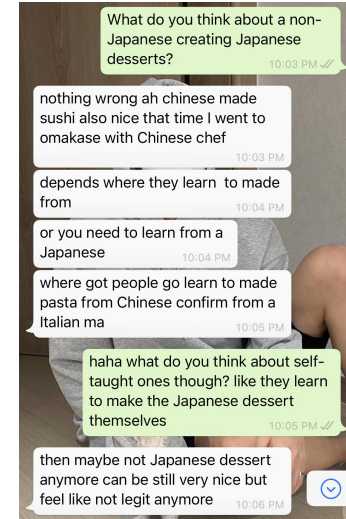 What do you think about a non-
Japanese creating Japanese
desserts?
10:03 PM
nothing wrong ah chinese made
sushi also nice that time I went to
omakase with Chinese chef
10:03 PM
depends where they learn to made
from
10:04 PM
or you need to learn from a
Japanese
10:04 PM
where got people go learn to made
pasta from Chinese confirm from a
Italian ma
10:05 PM
haha what do you think about self-
taught ones though? like they learn
to make the Japanese dessert
themselves
10:05 PM
then maybe not Japanese dessert
anymore can be still very nice but
feel like not legit anymore
10:06 PM